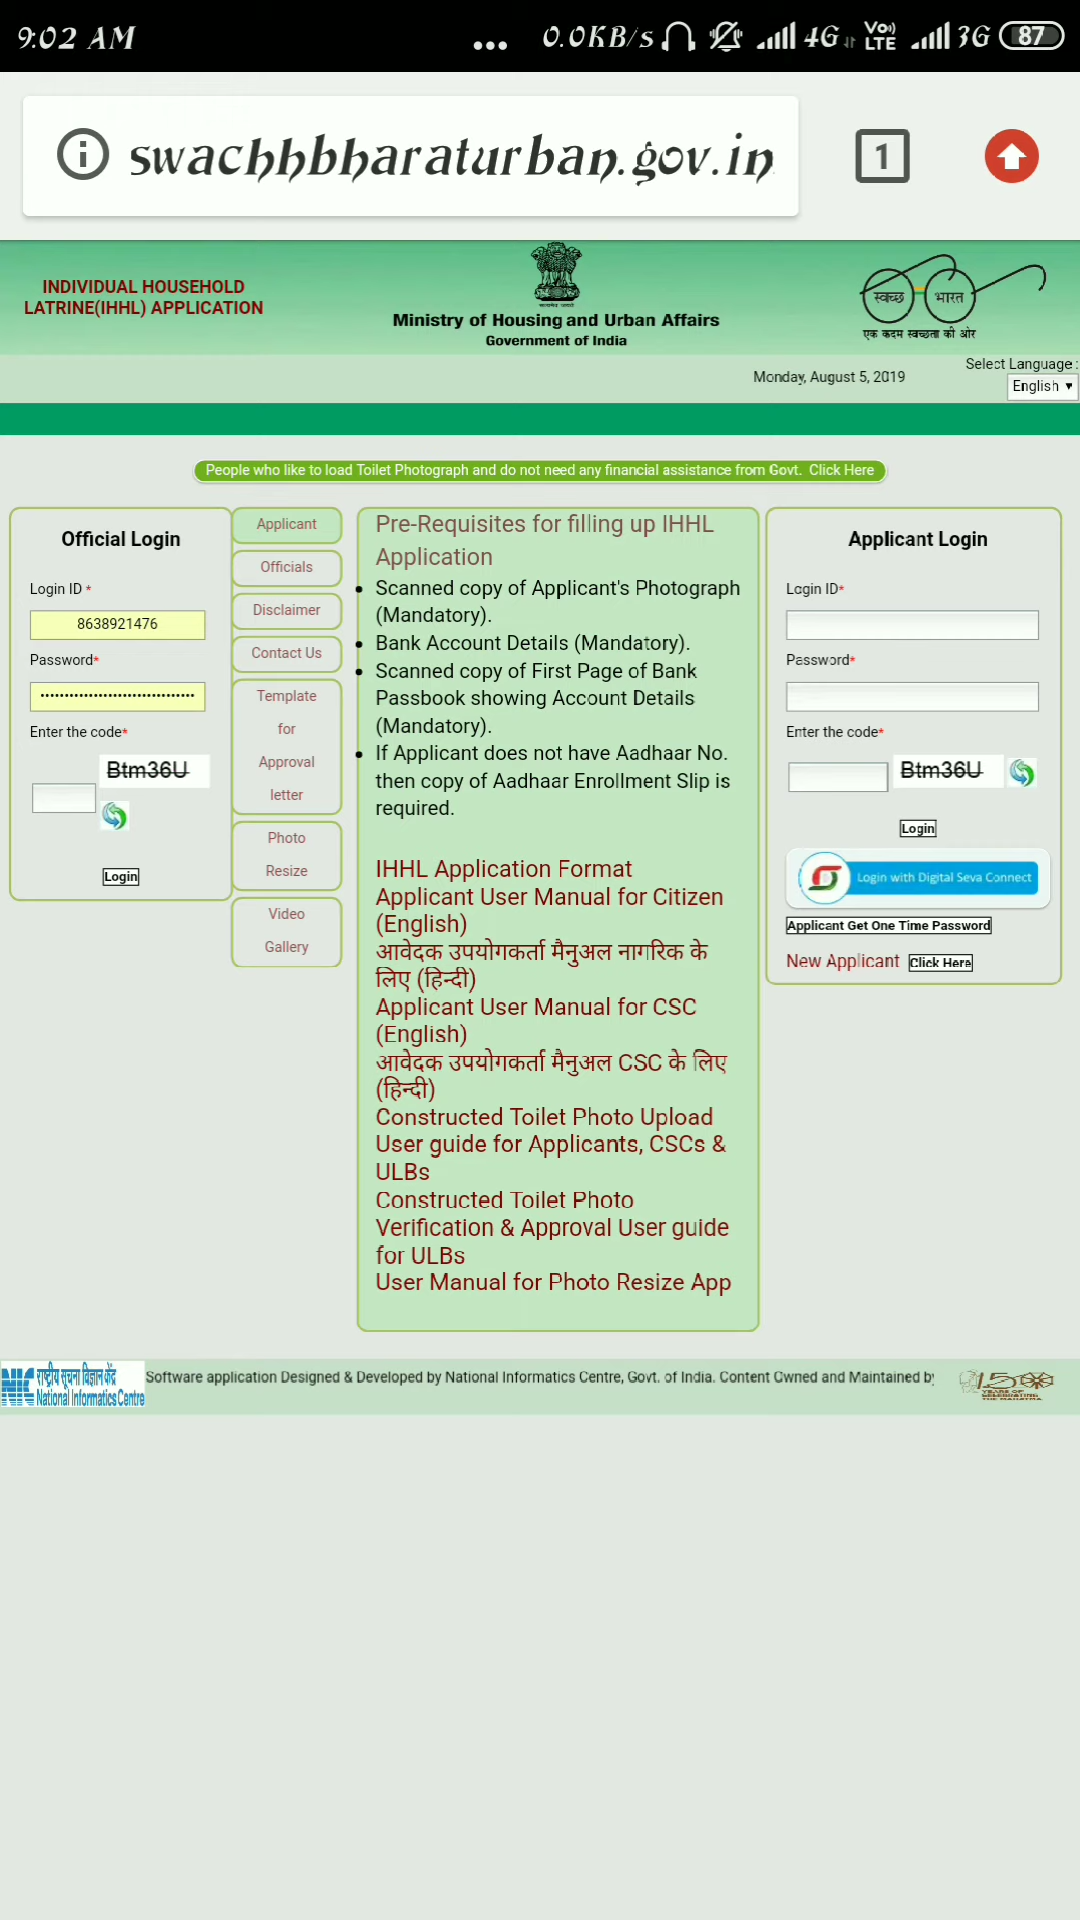 9:02 AM
... 0.0KB/s 4G VoLTE 3G 87
swachhbharaturban.gov.in
1
INDIVIDUAL HOUSEHOLD
LATRINE(IHHL) APPLICATION
Ministry of Housing and Urban Affairs
Government of India
स्वच्छ भारत
एक कदम स्वच्छता की ओर
Monday, August 5, 2019
Select Language :
English
People who like to load Toilet Photograph and do not need any financial assistance from Govt. Click Here
Official Login
Login ID *
8638921476
Password*
Enter the code*
Btm36U
Login
Applicant
Officials
Disclaimer
Contact Us
Template
for
Approval
letter
Photo
Resize
Video
Gallery
Pre-Requisites for filling up IHHL
Application
Scanned copy of Applicant's Photograph
(Mandatory).
Bank Account Details (Mandatory).
Scanned copy of First Page of Bank
Passbook showing Account Details
(Mandatory).
If Applicant does not have Aadhaar No.
then copy of Aadhaar Enrollment Slip is
required.
IHHL Application Format
Applicant User Manual for Citizen
(English)
आवेदक उपयोगकर्ता मैनुअल नागरिक के
लिए (हिन्दी)
Applicant User Manual for CSC
(English)
आवेदक उपयोगकर्ता मैनुअल CSC के लिए
(हिन्दी)
Constructed Toilet Photo Upload
User guide for Applicants, CSCs &
ULBs
Constructed Toilet Photo
Verification & Approval User guide
for ULBs
User Manual for Photo Resize App
Applicant Login
Login ID*
Password*
Enter the code*
Btm36U
Login
Login with Digital Seva Connect
Applicant Get One Time Password
New Applicant Click Here
NIC राष्ट्रीय सूचना विज्ञान केंद्र
National Informatics Centre
Software application Designed & Developed by National Informatics Centre, Govt. of India. Content Owned and Maintained by
150
YEARS OF
CELEBRATING
THE MAHATMA